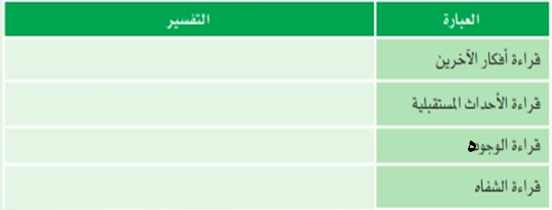 العبارة التفسير
قراءة أفكار الآخرين
قراءة الأحداث المستقبلية
قراءة الوجوه
قراءة الشفاه